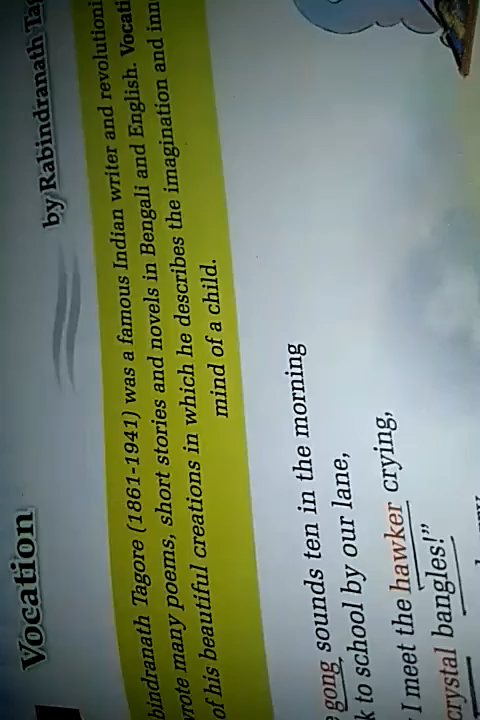 Vocation
by Rabindranath Ta
bindranath Tagore (1861-1941) was a famous Indian writer and revolutioni
wrote many poems, short stories and novels in Bengali and English. Vocati
of his beautiful creations in which he describes the imagination and inn
mind of a child.
gong sounds ten in the morning
k to school by our lane,
I meet the hawker crying,
crystal bangles!”